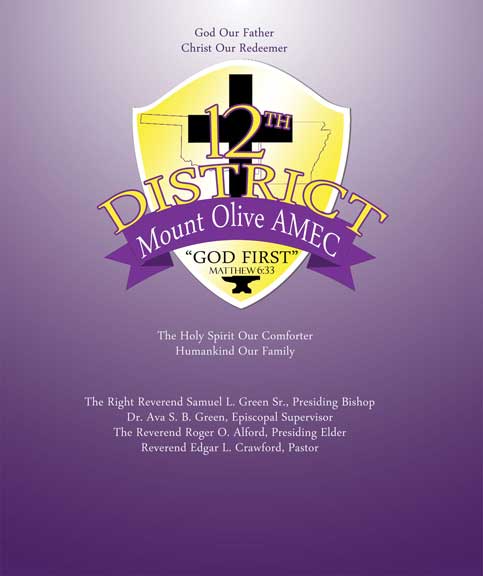 God Our Father
Christ Our Redeemer
12TH
DISTRICT
Mount Olive AMEC
“GOD FIRST”
MATTHEW 6:33
The Holy Spirit Our Comforter
Humankind Our Family
The Right Reverend Samuel L. Green Sr., Presiding Bishop
Dr. Ava S. B. Green, Episcopal Supervisor
The Reverend Roger O. Alford, Presiding Elder
Reverend Edgar L. Crawford, Pastor